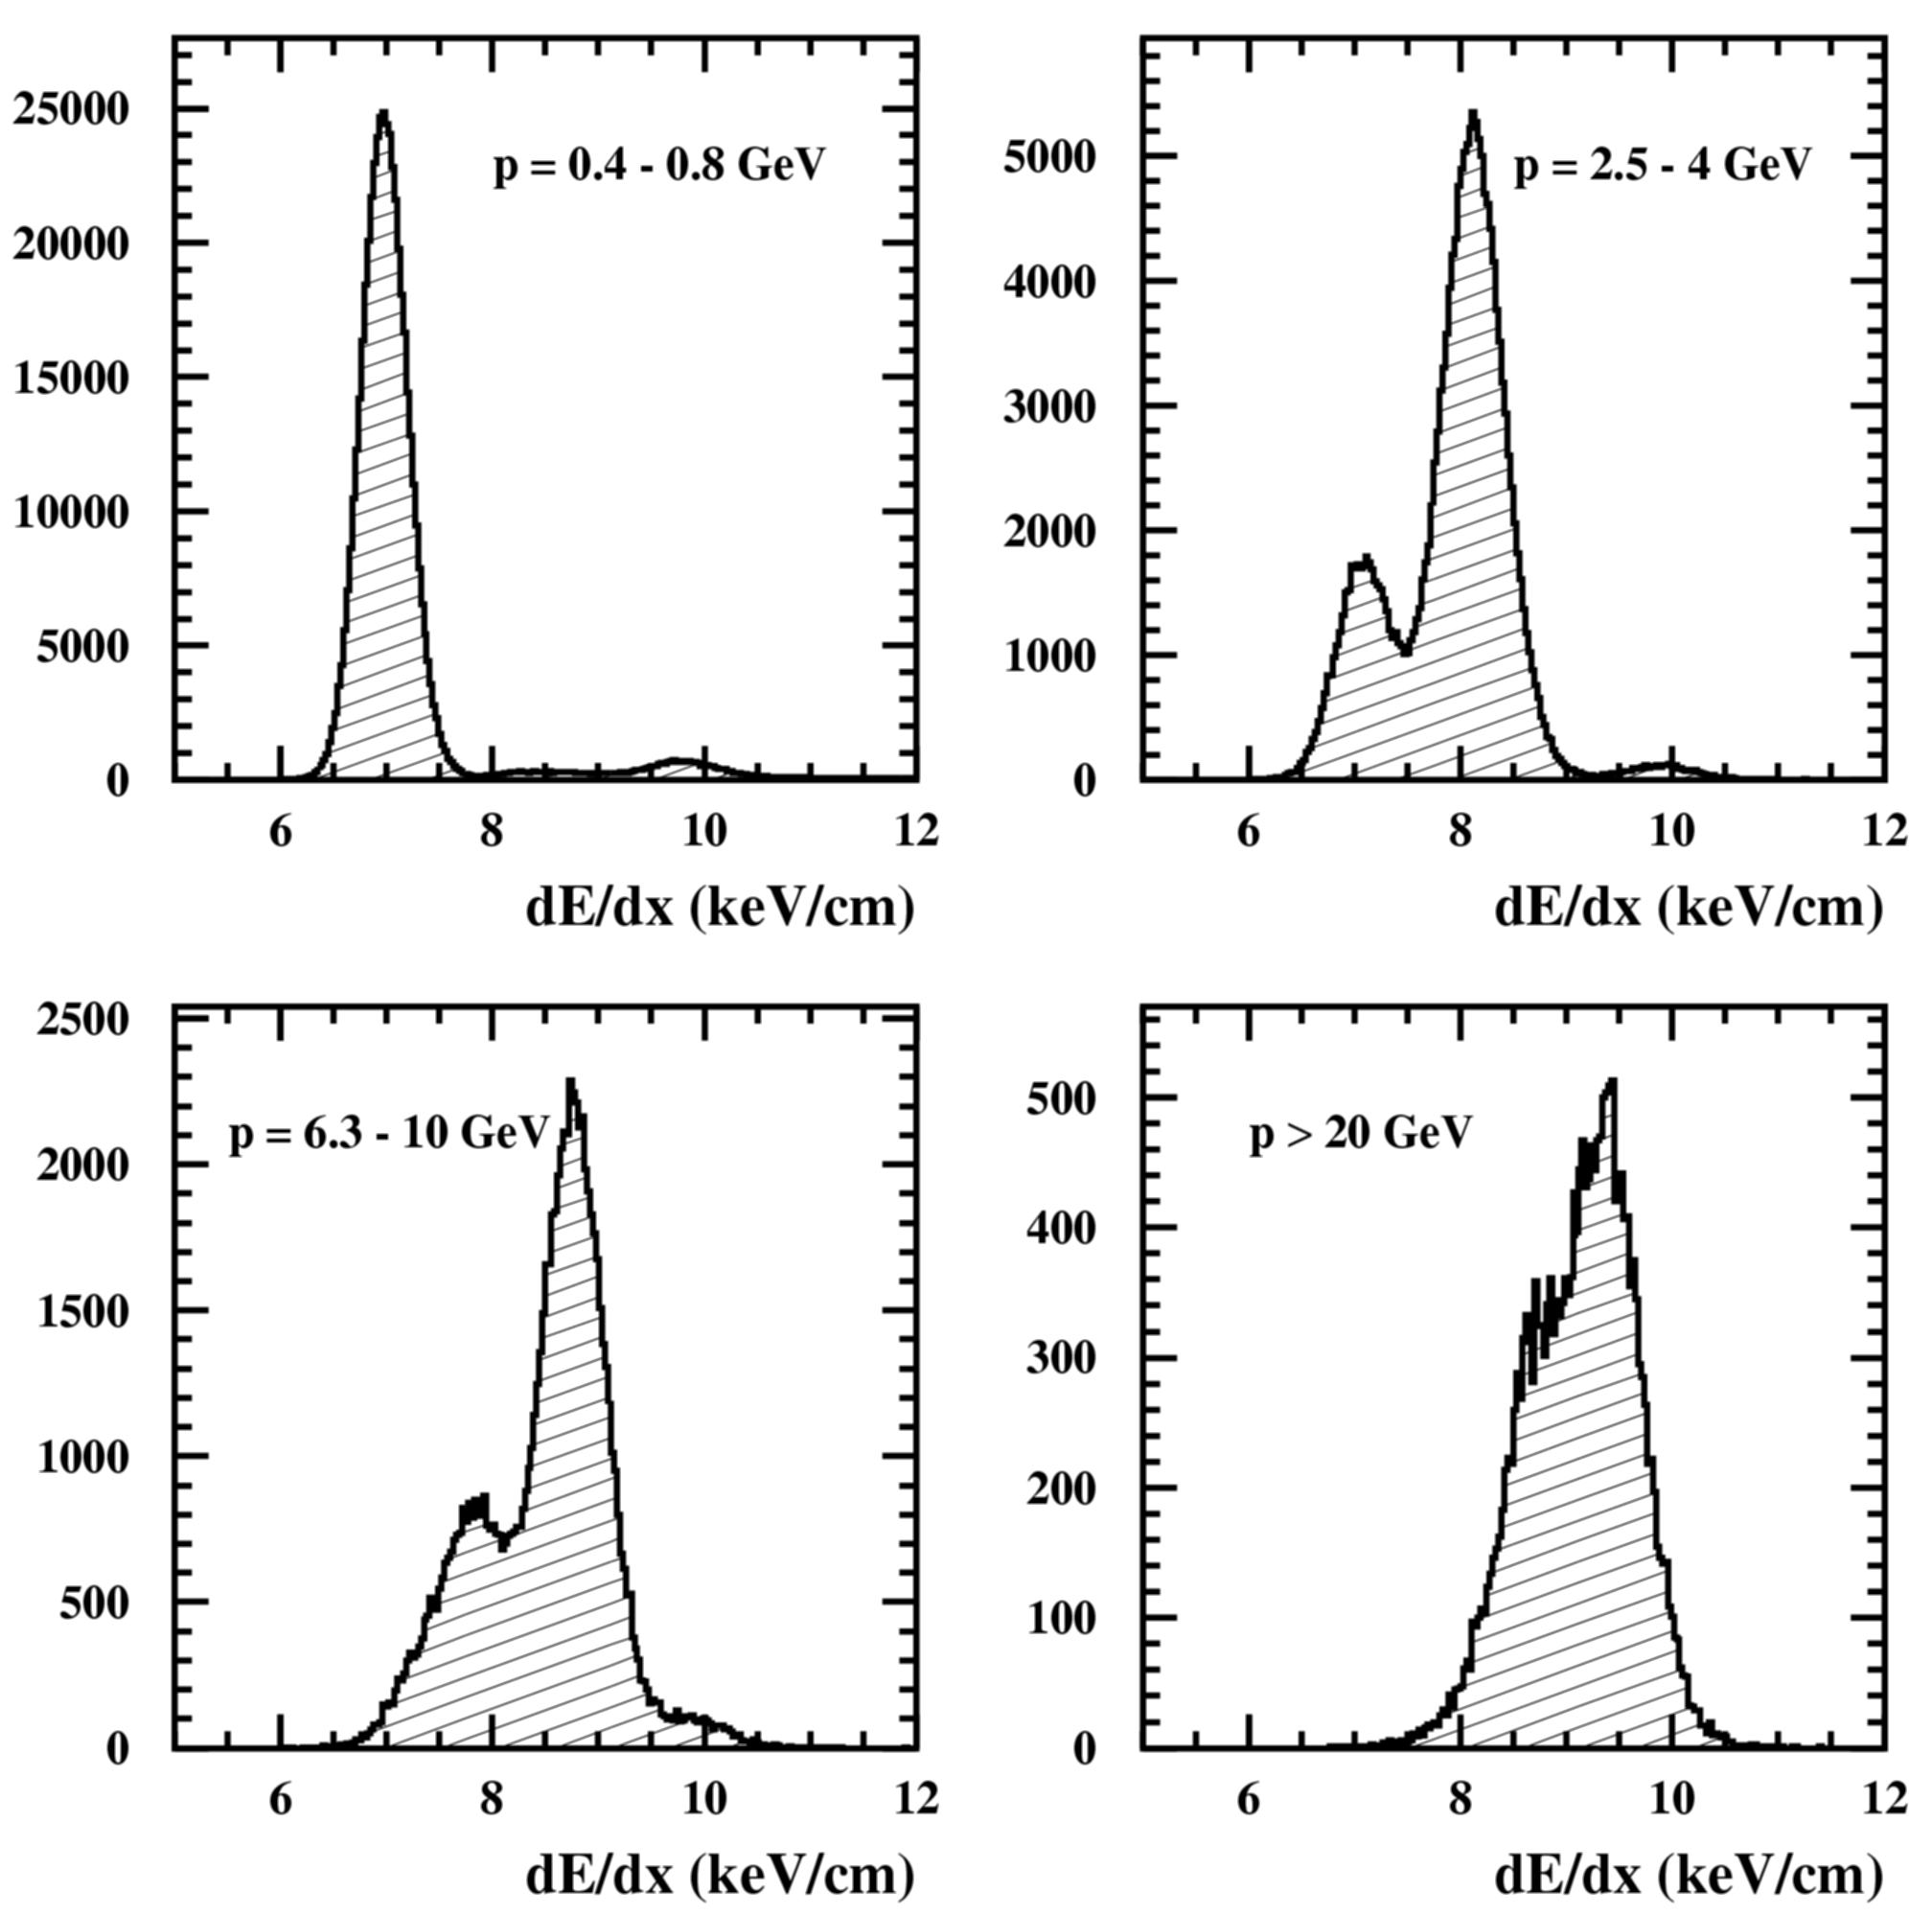 25000
20000
15000
10000
5000
0
p = 0.4 - 0.8 GeV
6 8 10 12
dE/dx (keV/cm)
5000
4000
3000
2000
1000
0
p = 2.5 - 4 GeV
6 8 10 12
dE/dx (keV/cm)
2500
2000
1500
1000
500
0
p = 6.3 - 10 GeV
6 8 10 12
dE/dx (keV/cm)
500
400
300
200
100
0
p > 20 GeV
6 8 10 12
dE/dx (keV/cm)